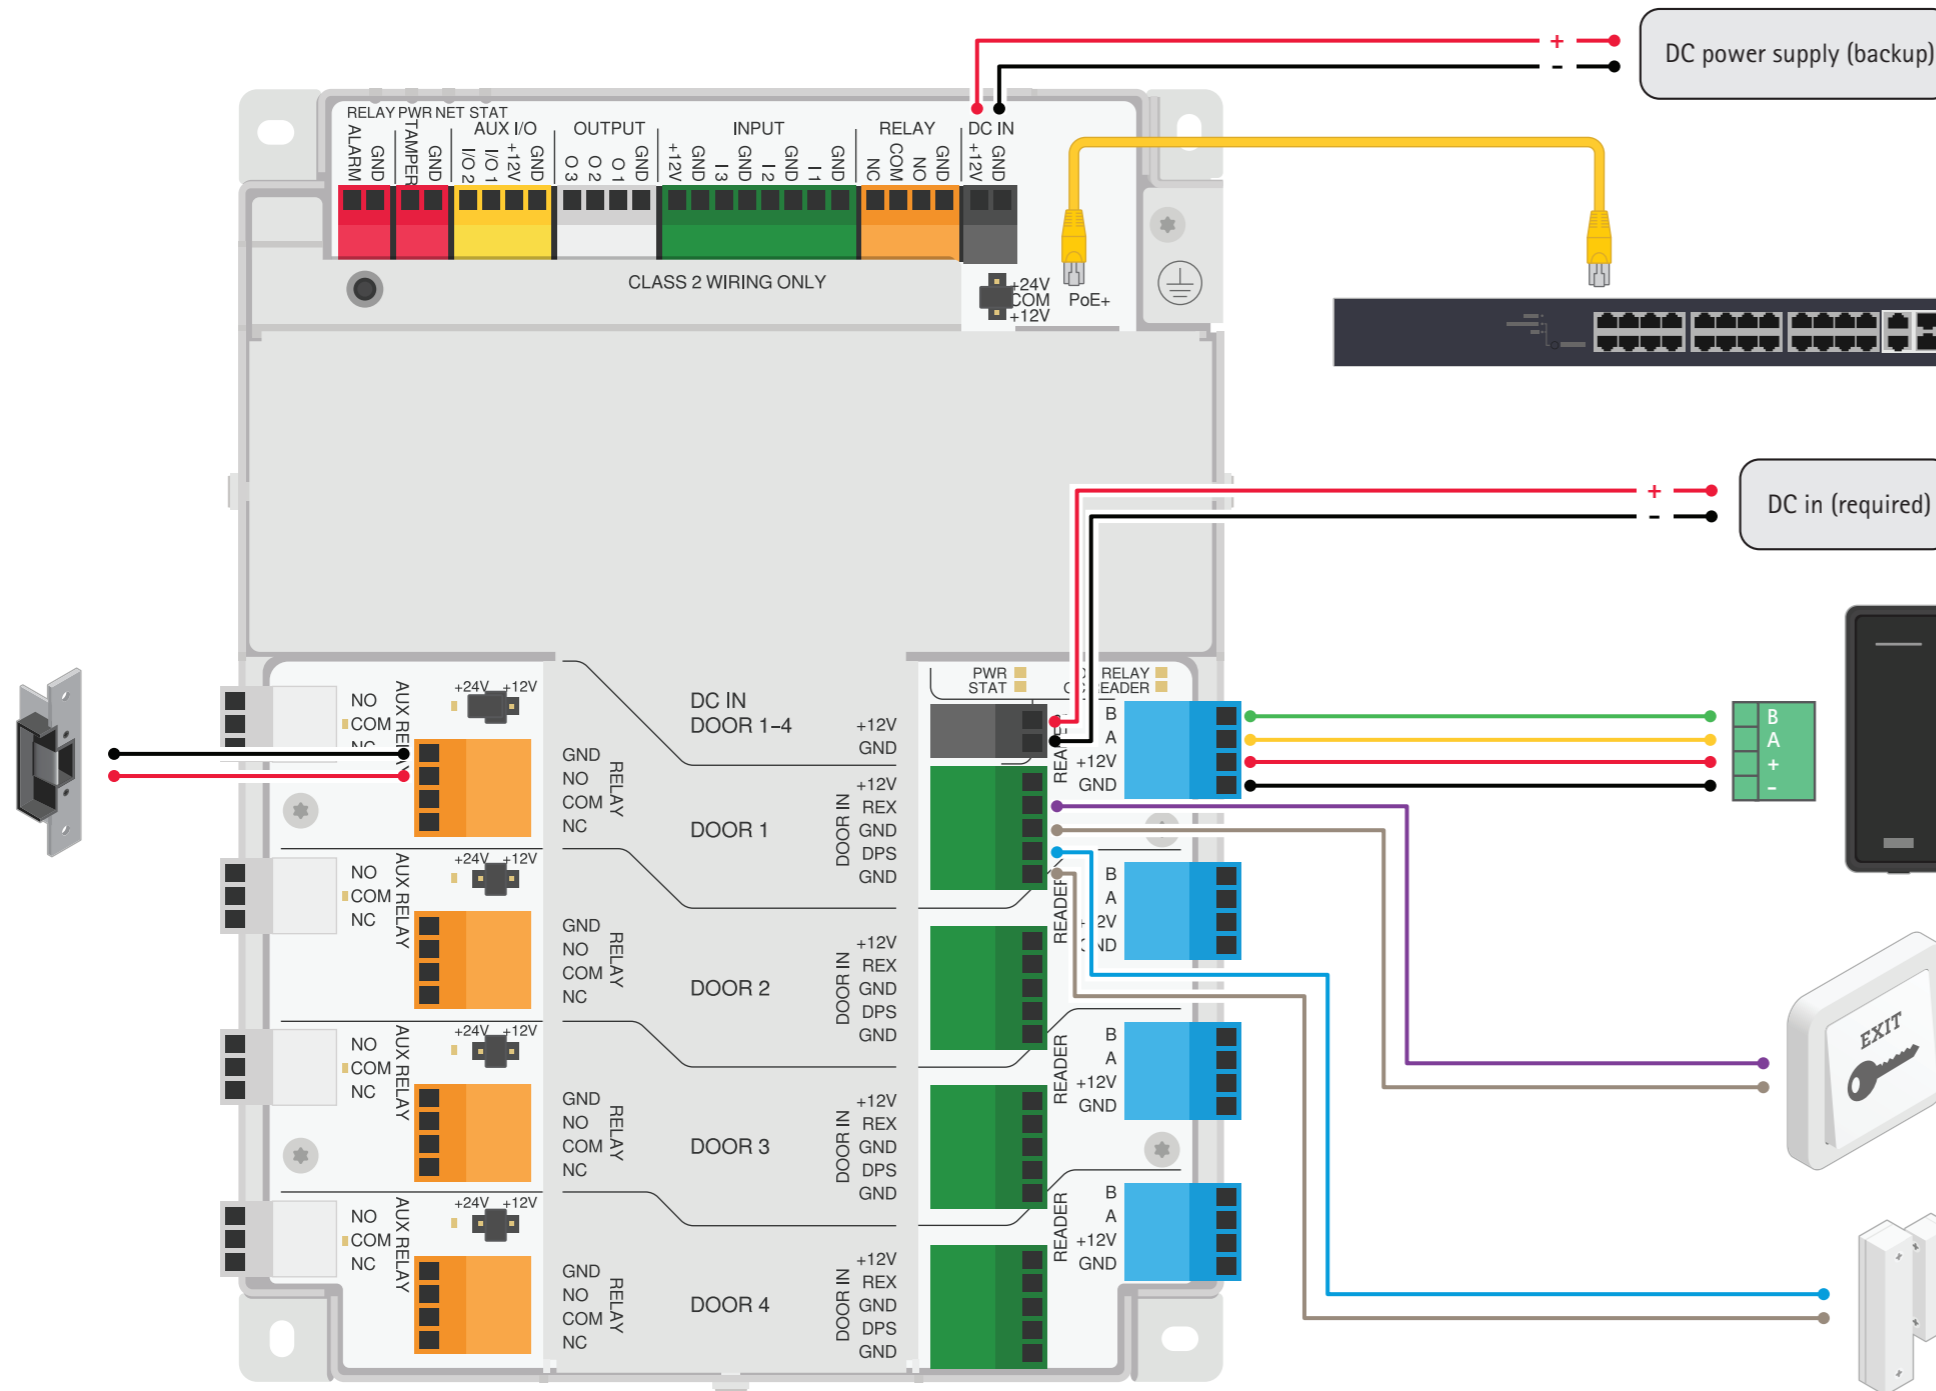 DC power supply (backup)
+
-
RELAY PWR NET STAT
AUX I/O OUTPUT INPUT RELAY DC IN
ALARM GND TAMPER GND I/O 2 I/O 1 +12V GND O 3 O 2 O 1 GND +12V GND I 3 GND I 2 GND I 1 GND NC COM NO GND +12V GND
CLASS 2 WIRING ONLY
+24V
COM
+12V
PoE+
+
-
DC in (required)
PWR
STAT
RELAY
DC IN
DOOR 1-4
+12V
GND
NO
COM
AUX RELAY
+24V +12V
GND
NO
COM
NC
RELAY
DOOR 1
DOOR IN
+12V
REX
GND
DPS
GND
B
A
+12V
GND
B
A
+
-
NO
COM
NC
AUX RELAY
+24V +12V
GND
NO
COM
NC
RELAY
DOOR 2
DOOR IN
+12V
REX
GND
DPS
GND
READER
B
A
EXIT
NO
COM
NC
AUX RELAY
+24V +12V
GND
NO
COM
NC
RELAY
DOOR 3
DOOR IN
+12V
REX
GND
DPS
GND
READER
B
A
+12V
GND
NO
COM
NC
AUX RELAY
+24V +12V
GND
NO
COM
NC
RELAY
DOOR 4
DOOR IN
+12V
REX
GND
DPS
GND
READER
B
A
+12V
GND